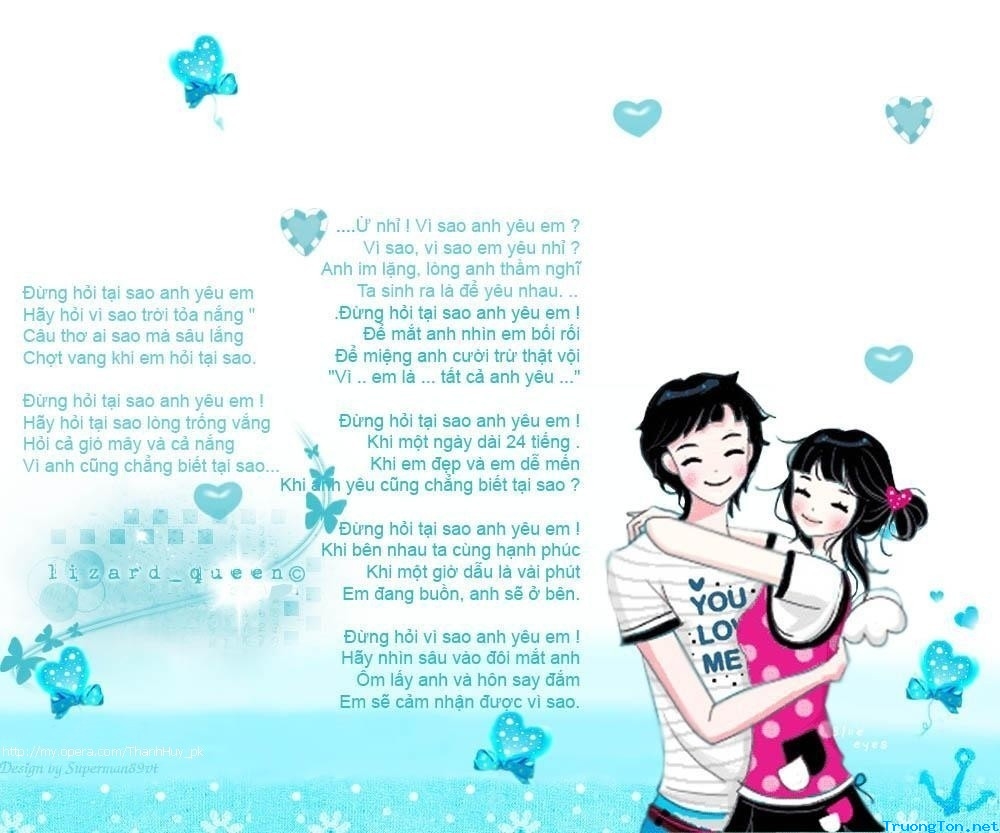 Đừng hỏi tại sao anh yêu em
Hãy hỏi vì sao trời tỏa nắng "
Câu thơ ai sao mà sâu lắng
Chợt vang khi em hỏi tại sao.
Đừng hỏi tại sao anh yêu em !
Hãy hỏi tại sao lòng trống vắng
Hỏi cả gió mây và cả nắng
Vì anh cũng chẳng biết tại sao...
....Ừ nhỉ ! Vì sao anh yêu em ?
Vì sao, vì sao em yêu nhỉ ?
Anh im lặng, lòng anh thầm nghĩ
Ta sinh ra là để yêu nhau. ..
.Đừng hỏi tại sao anh yêu em !
Để mắt anh nhìn em bối rối
Để miệng anh cười trừ thật vội
"Vì .. em là ... tất cả anh yêu ..."
Đừng hỏi tại sao anh yêu em !
Khi một ngày dài 24 tiếng .
Khi em đẹp và em dễ mến
Khi anh yêu cũng chẳng biết tại sao ?
Đừng hỏi tại sao anh yêu em !
Khi bên nhau ta cùng hạnh phúc
Khi một giờ dẫu là vài phút
Em đang buồn, anh sẽ ở bên.
Đừng hỏi vì sao anh yêu em !
Hãy nhìn sâu vào đôi mắt anh
Ôm lấy anh và hôn say đắm
Em sẽ cảm nhận được vì sao.
lizard_queen©
YOU
LOV
ME
blue
eyes
http://my.opera.com/ThanhHuy_pk
Design by Superman89vt
TruongTon.net